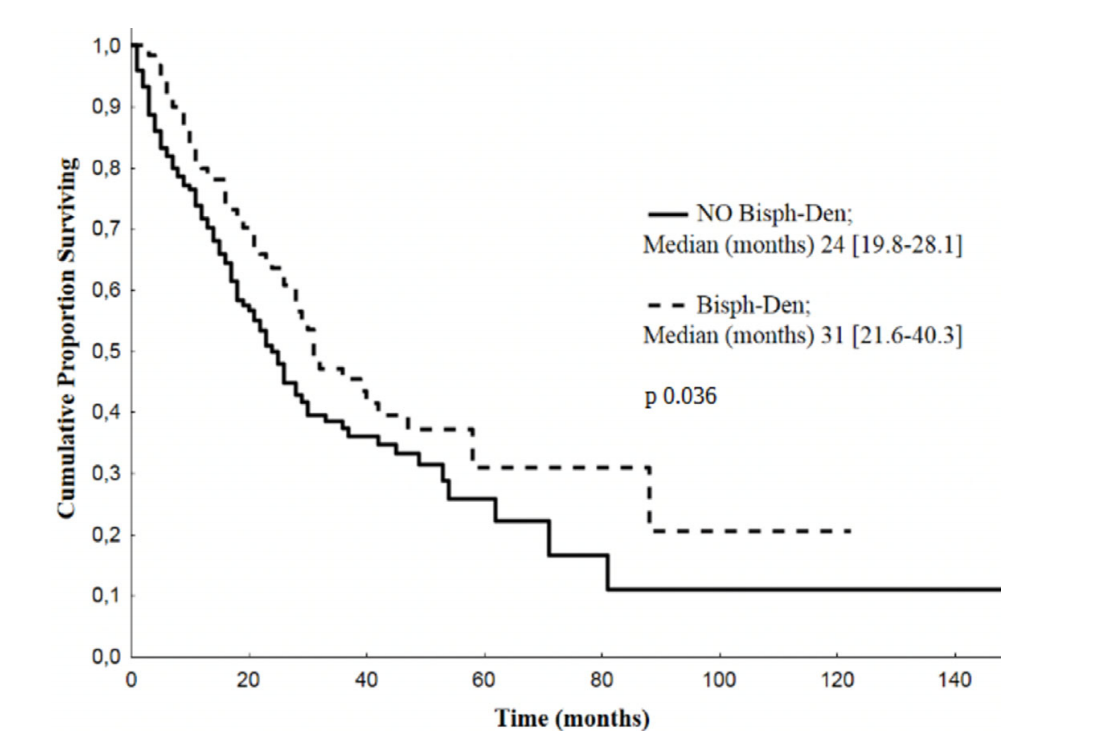 Cumulative Proportion Surviving
1,0
0,9
0,8
0,7
0,6
0,5
0,4
0,3
0,2
0,1
0,0
NO Bisph-Den;
Median (months) 24 [19.8-28.1]
Bisph-Den;
Median (months) 31 [21.6-40.3]
p 0.036
0 20 40 60 80 100 120 140
Time (months)